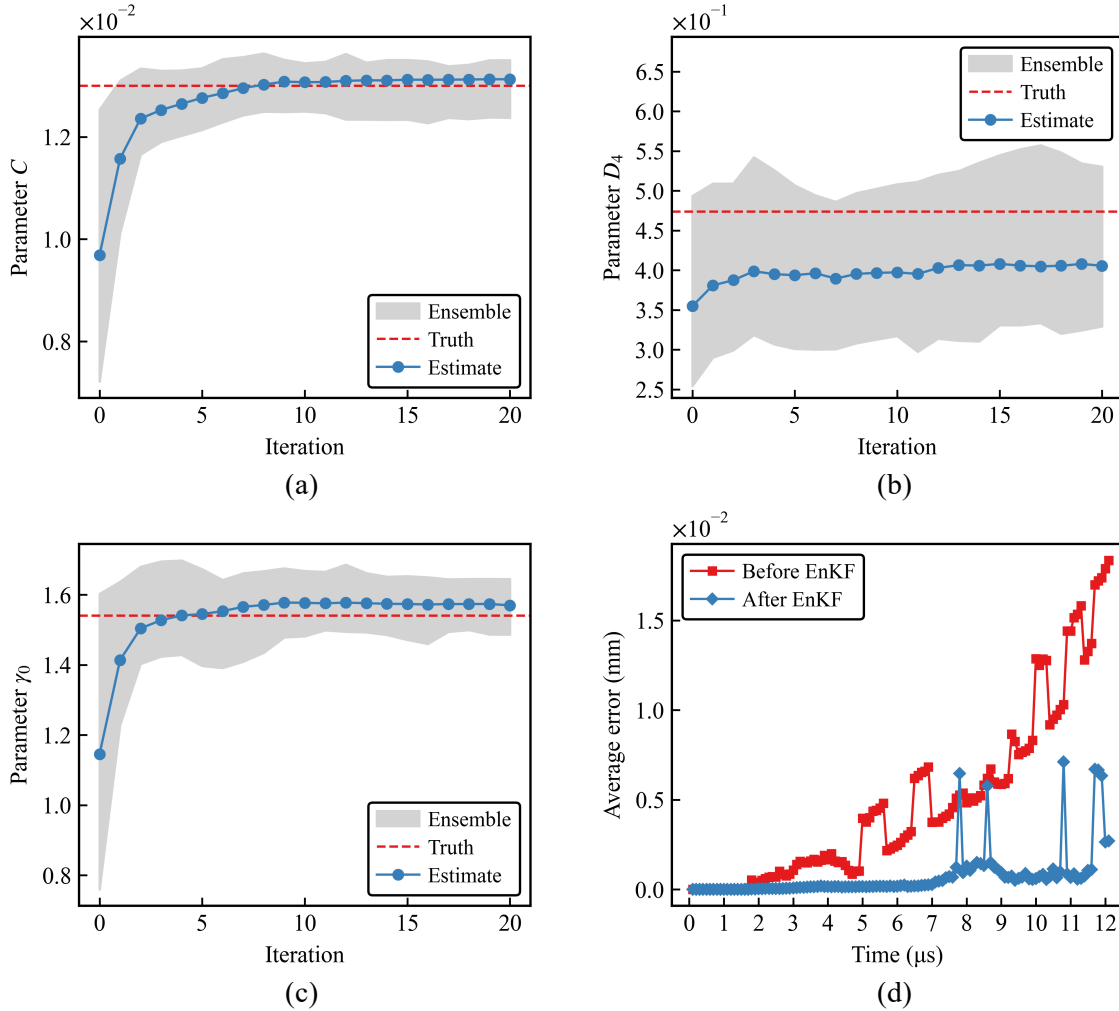 ×10⁻²
Parameter C
1.2
1.0
0.8
Ensemble
Truth
Estimate
0 5 10 15 20
Iteration
(a)
×10⁻¹
Parameter D₄
6.5
6.0
5.5
5.0
4.5
4.0
3.5
3.0
2.5
Ensemble
Truth
Estimate
0 5 10 15 20
Iteration
(b)
Parameter γ₀
1.6
1.4
1.2
1.0
0.8
Ensemble
Truth
Estimate
0 5 10 15 20
Iteration
(c)
×10⁻²
Average error (mm)
1.5
1.0
0.5
0.0
Before EnKF
After EnKF
0 1 2 3 4 5 6 7 8 9 10 11 12
Time (μs)
(d)